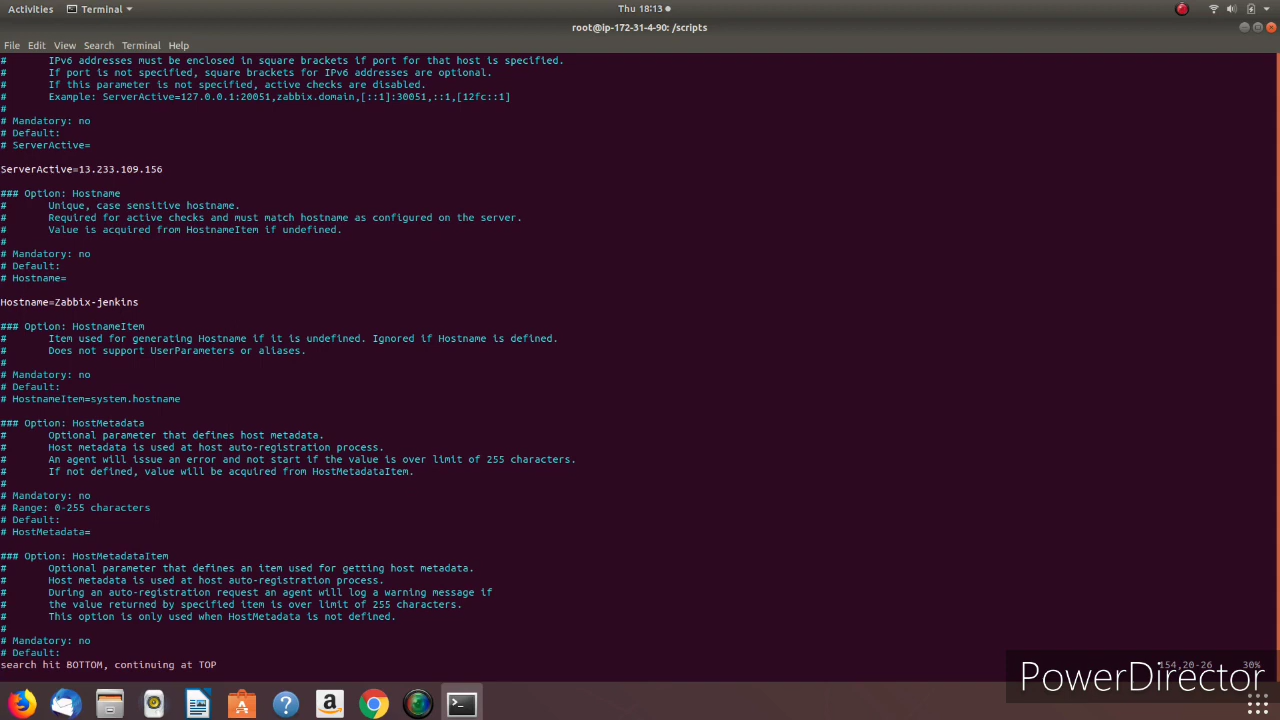 Activities
Terminal
Thu 18:13
root@ip-172-31-4-90: /scripts
File Edit View Search Terminal Help
# IPv6 addresses must be enclosed in square brackets if port for that host is specified.
# If port is not specified, square brackets for IPv6 addresses are optional.
# If this parameter is not specified, active checks are disabled.
# Example: ServerActive=127.0.0.1:20051,zabbix.domain,[::1]:30051,::1,[12fc::1]
#
# Mandatory: no
# Default:
# ServerActive=
ServerActive=13.233.109.156
### Option: Hostname
# Unique, case sensitive hostname.
# Required for active checks and must match hostname as configured on the server.
# Value is acquired from HostnameItem if undefined.
#
# Mandatory: no
# Default:
# Hostname=
Hostname=Zabbix-jenkins
### Option: HostnameItem
# Item used for generating Hostname if it is undefined. Ignored if Hostname is defined.
# Does not support UserParameters or aliases.
#
# Mandatory: no
# Default:
# HostnameItem=system.hostname
### Option: HostMetadata
# Optional parameter that defines host metadata.
# Host metadata is used at host auto-registration process.
# An agent will issue an error and not start if the value is over limit of 255 characters.
# If not defined, value will be acquired from HostMetadataItem.
#
# Mandatory: no
# Range: 0-255 characters
# Default:
# HostMetadata=
### Option: HostMetadataItem
# Optional parameter that defines an item used for getting host metadata.
# Host metadata is used at host auto-registration process.
# During an auto-registration request an agent will log a warning message if
# the value returned by specified item is over limit of 255 characters.
# This option is only used when HostMetadata is not defined.
#
# Mandatory: no
# Default:
search hit BOTTOM, continuing at TOP
154,20-26 30%
PowerDirector